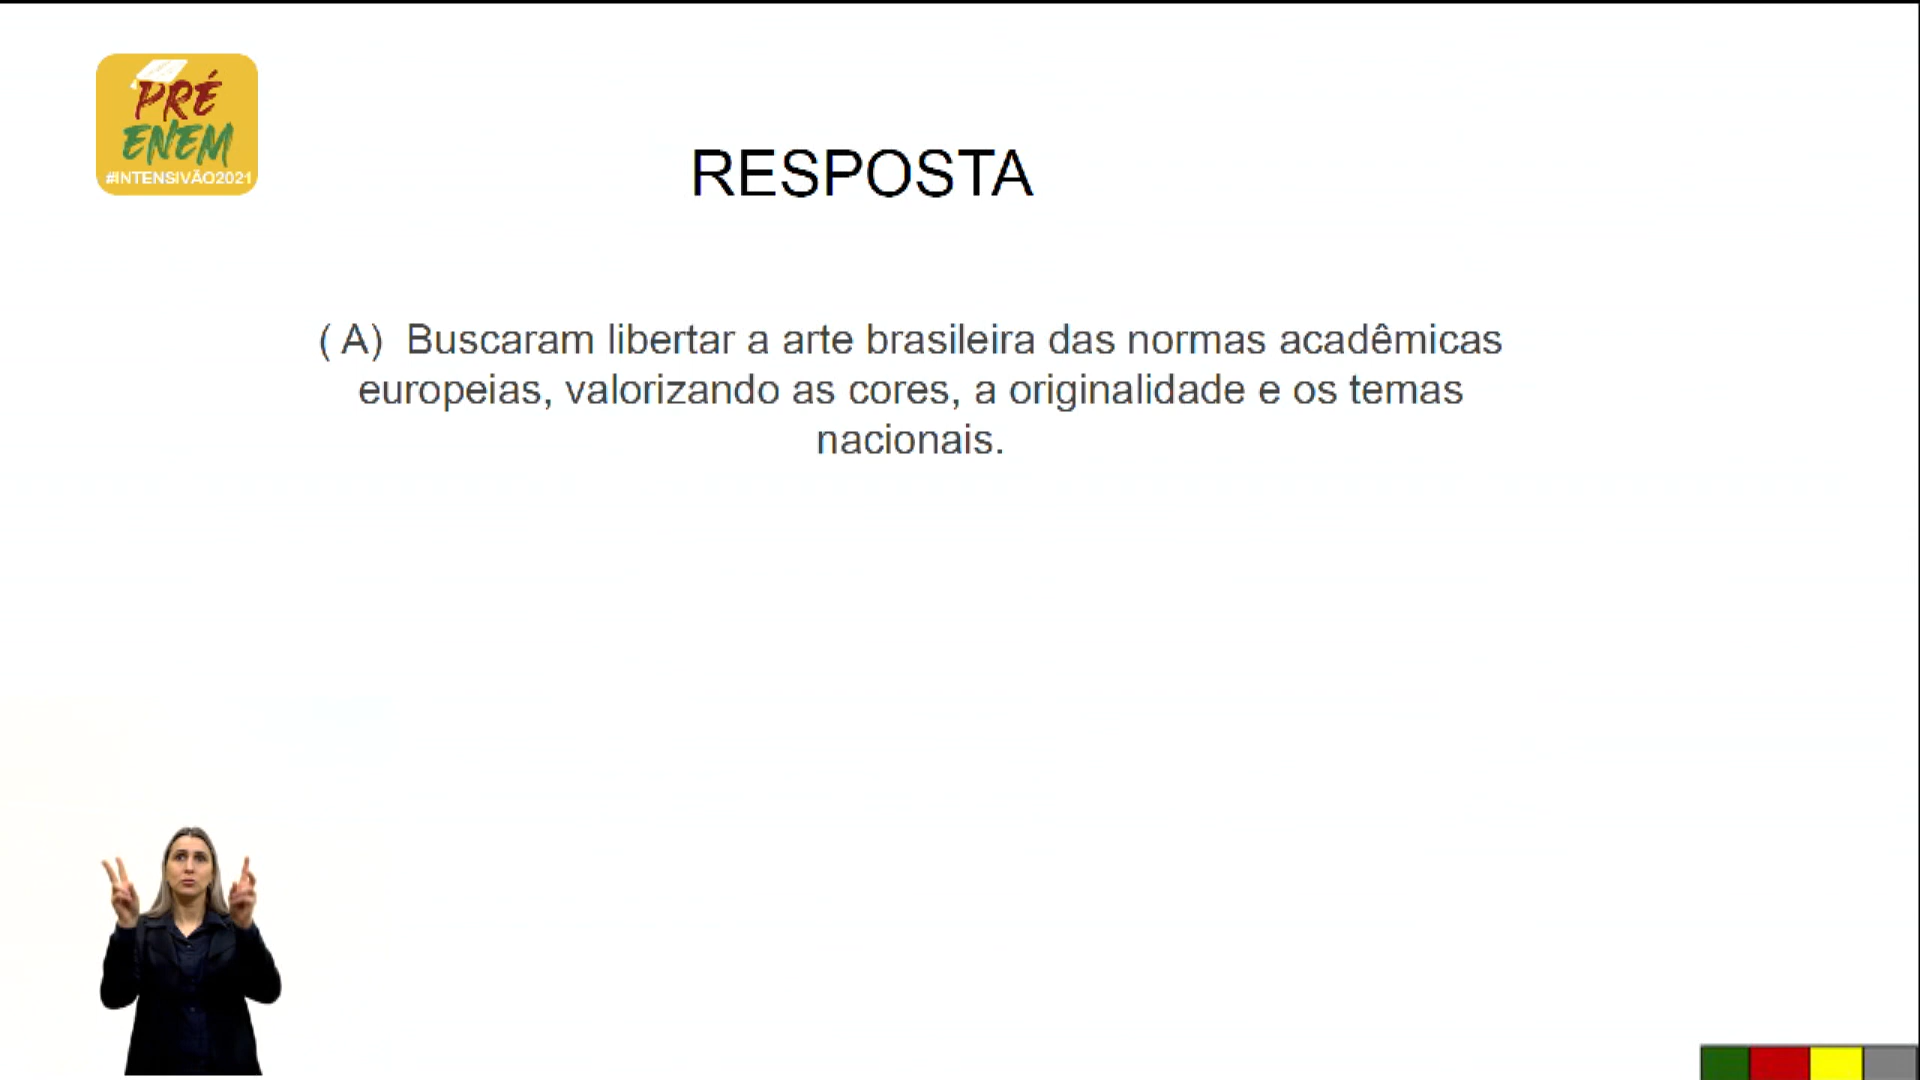 PRÉ
ENEM
#INTENSIVÃO2021
RESPOSTA
( A) Buscaram libertar a arte brasileira das normas acadêmicas
europeias, valorizando as cores, a originalidade e os temas
nacionais.